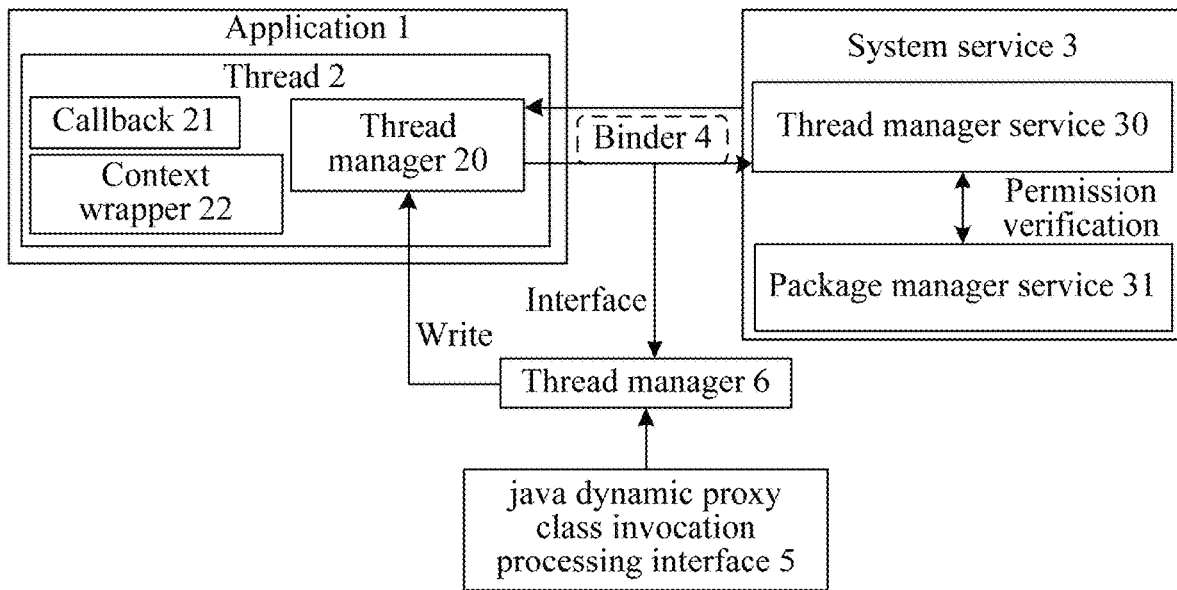 Application 1
Thread 2
Callback 21
Context
wrapper 22
Thread
manager 20
Binder 4
System service 3
Thread manager service 30
Permission
verification
Package manager service 31
Interface
Write
Thread manager 6
java dynamic proxy
class invocation
processing interface 5